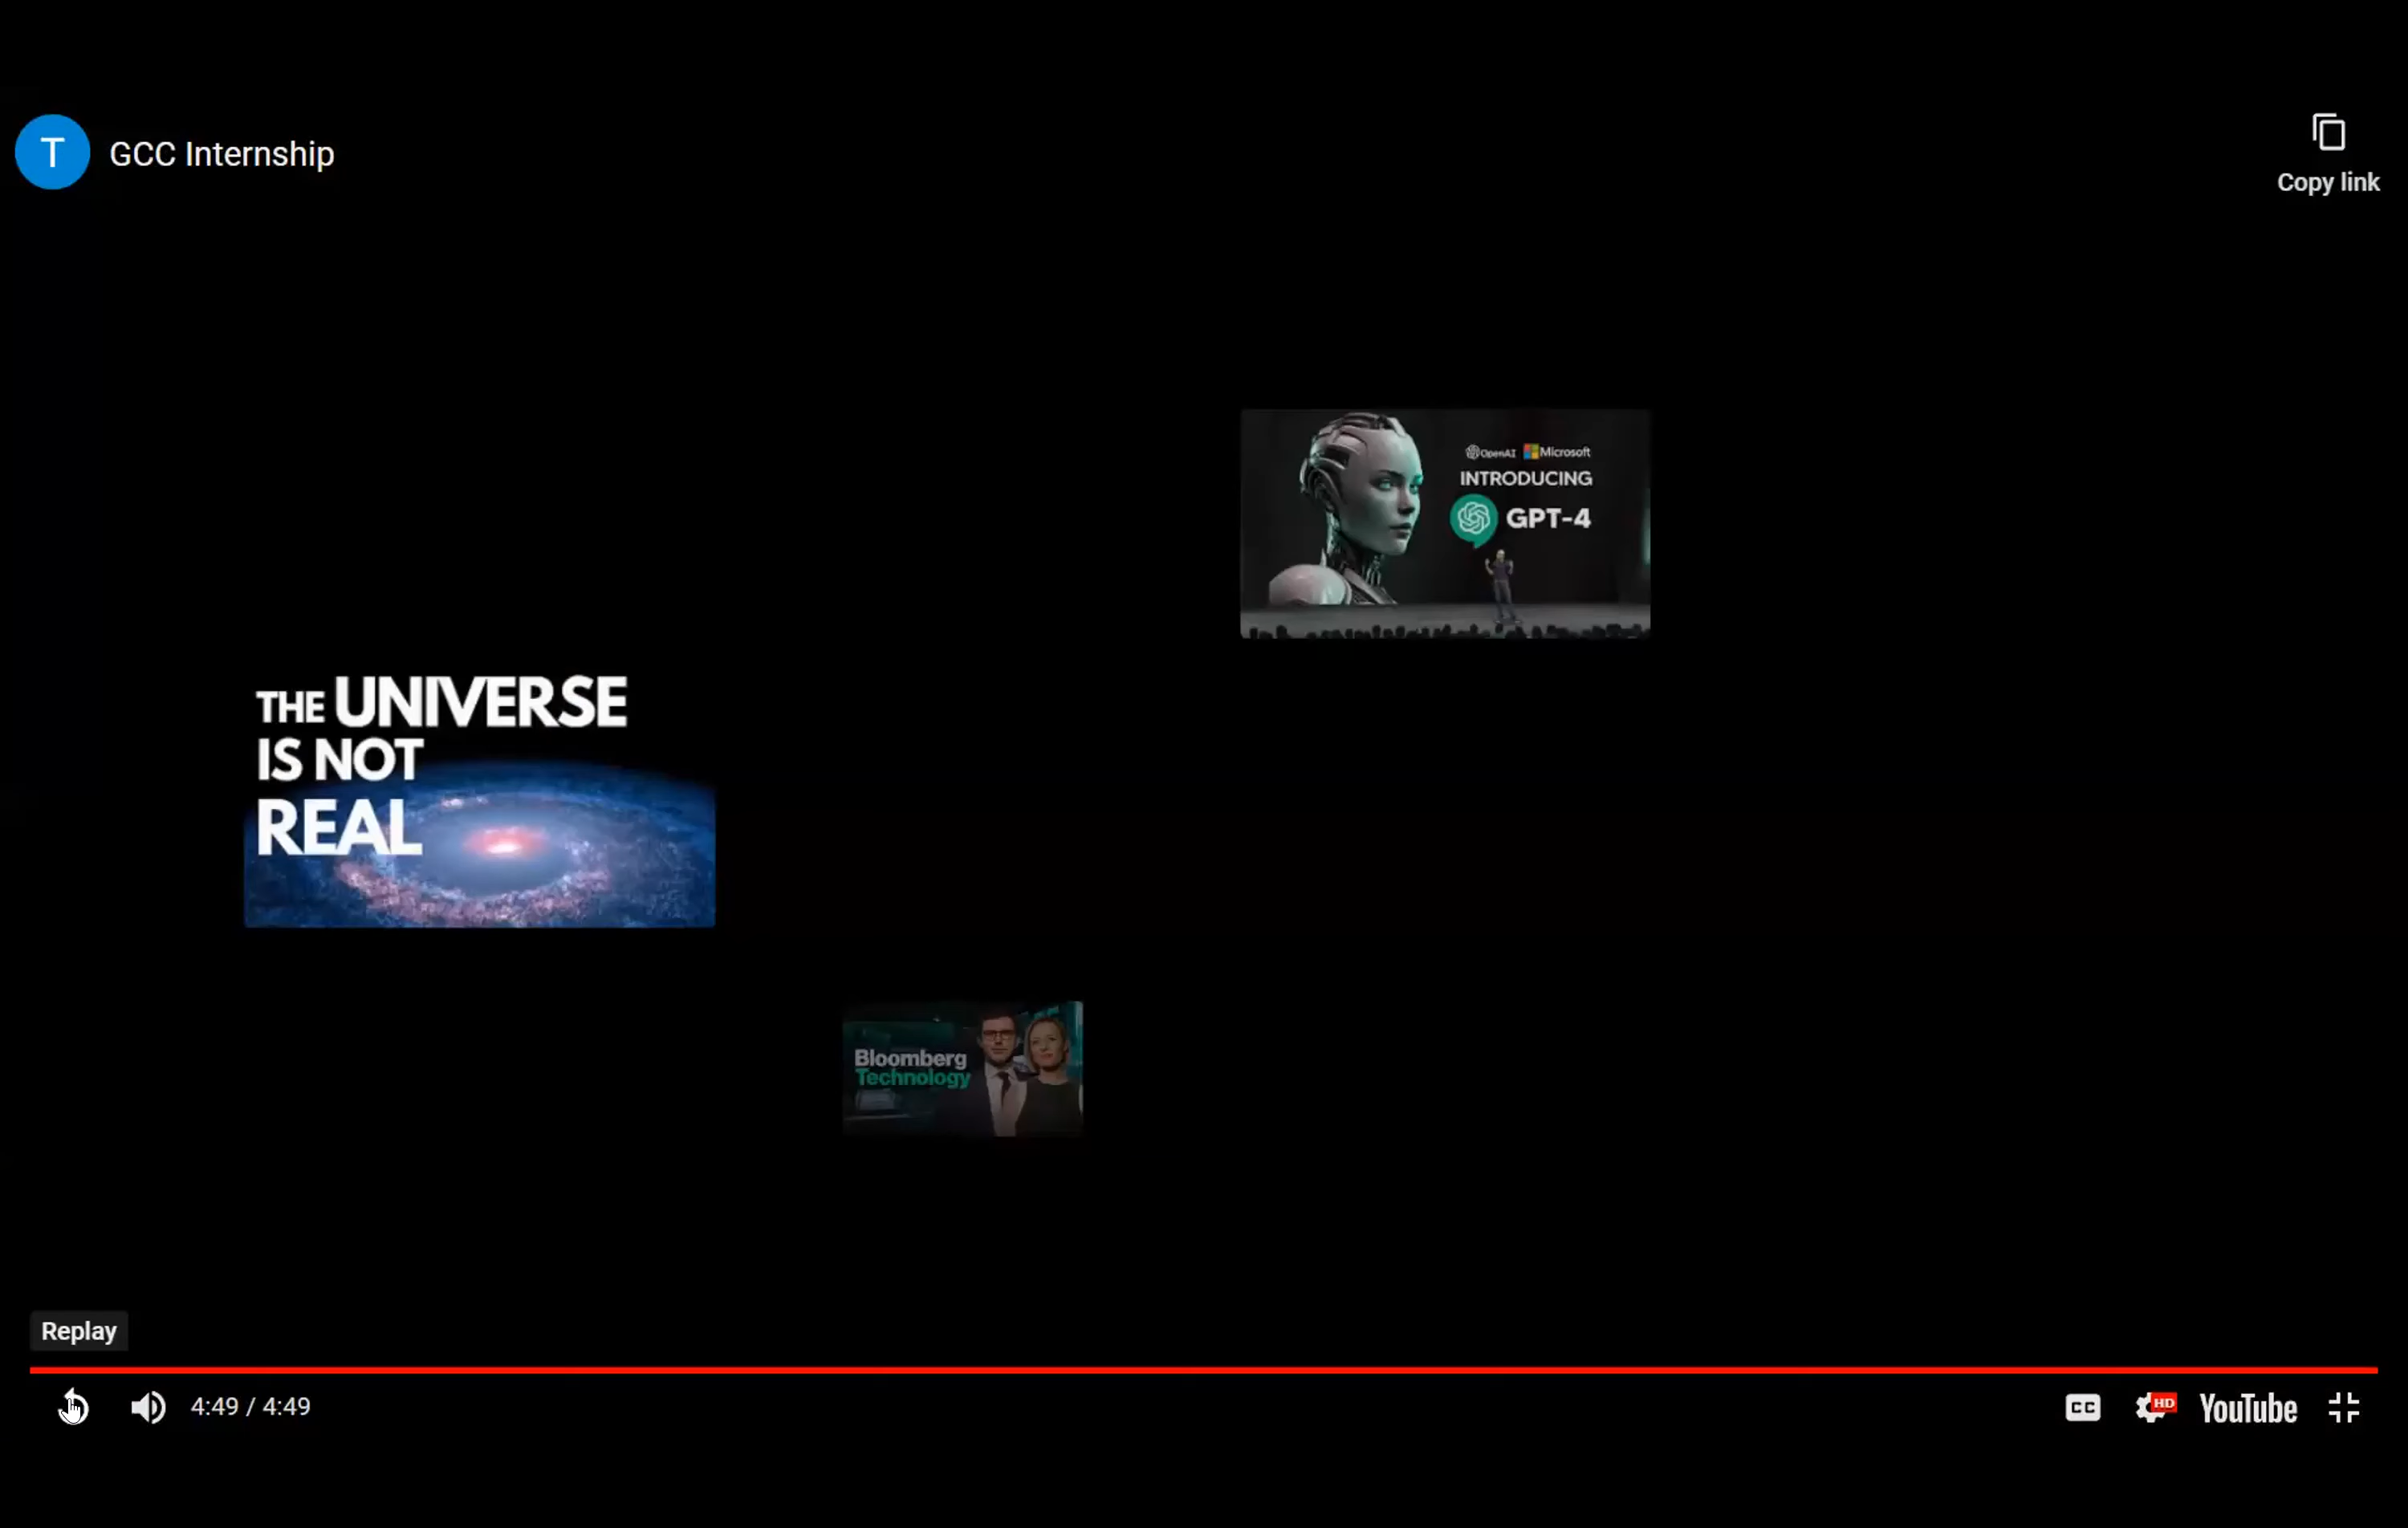 T
GCC Internship
Copy link
OpenAI Microsoft
INTRODUCING
GPT-4
THE UNIVERSE
IS NOT
REAL
Bloomberg
Technology
Replay
4:49 / 4:49
CC
HD
YouTube